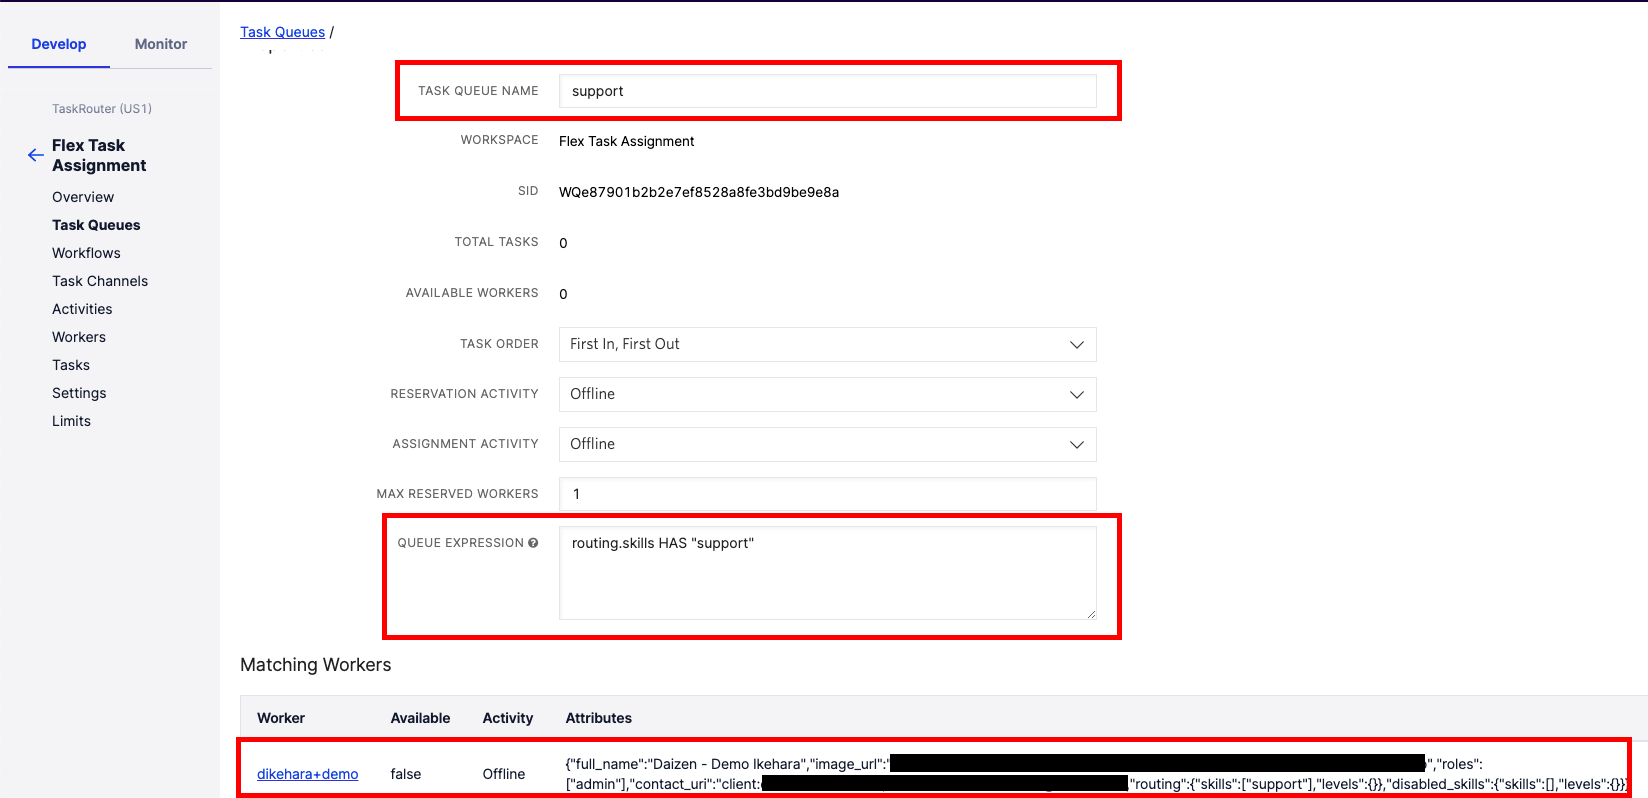 Develop
Monitor
TaskRouter (US1)
Flex Task
Assignment
Overview
Task Queues
Workflows
Task Channels
Activities
Workers
Tasks
Settings
Limits
Task Queues /
TASK QUEUE NAME support
WORKSPACE Flex Task Assignment
SID WQe87901b2b2e7ef8528a8fe3bd9be9e8a
TOTAL TASKS 0
AVAILABLE WORKERS 0
TASK ORDER First In, First Out
RESERVATION ACTIVITY Offline
ASSIGNMENT ACTIVITY Offline
MAX RESERVED WORKERS 1
QUEUE EXPRESSION routing.skills HAS "support"
Matching Workers
Worker Available Activity Attributes
dikehara+demo false Offline {"full_name":"Daizen - Demo Ikehara","image_url":" ","roles":
["admin"],"contact_uri":"client: ,"routing":{"skills":["support"],"levels":{}},"disabled_skills":{"skills":[],"levels":{}}}